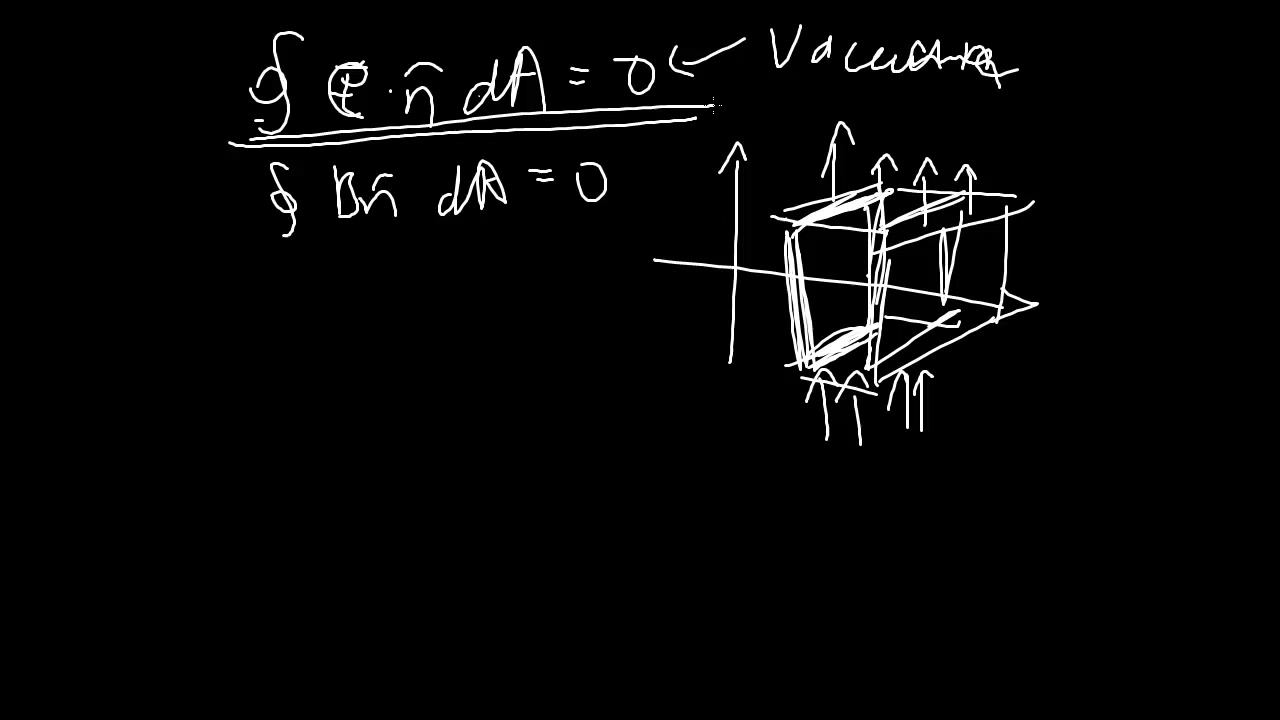 ∮ E · n̂ dA = 0 ← Vacuum
∮ B n̂ dA = 0